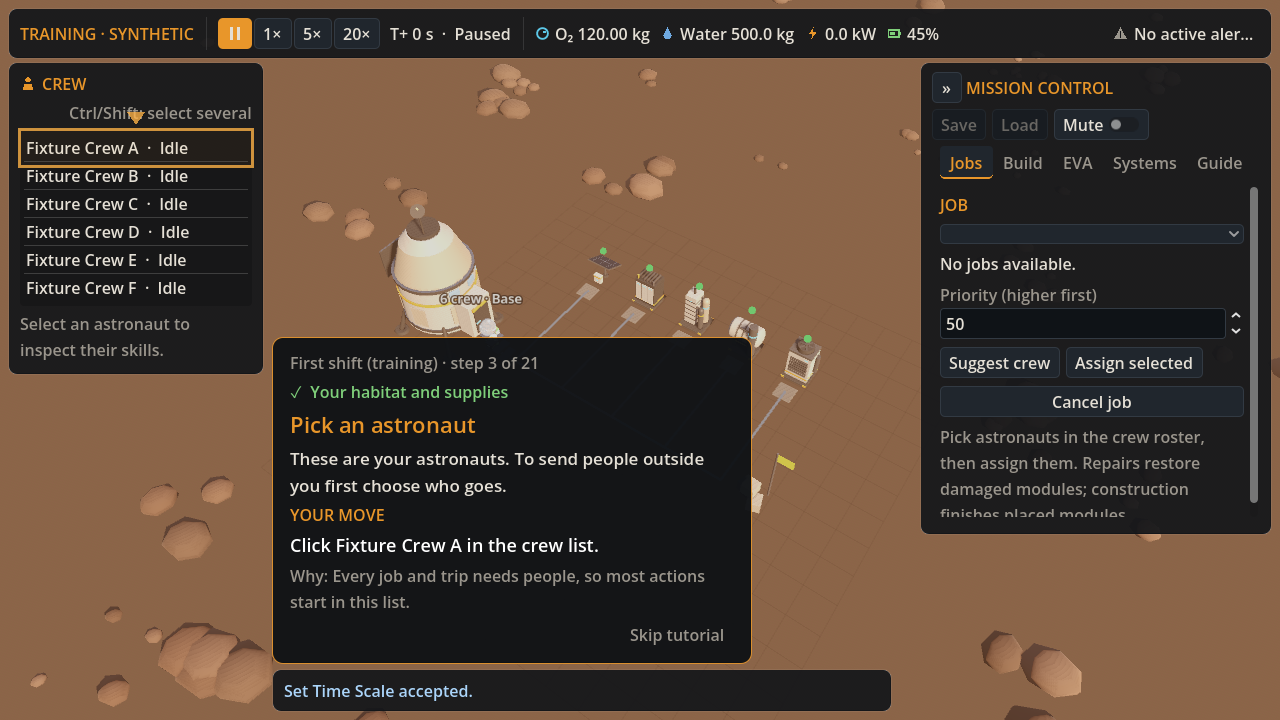 TRAINING · SYNTHETIC
1× 5× 20× T+ 0 s · Paused
O₂ 120.00 kg Water 500.0 kg 0.0 kW 45%
No active aler...
CREW
Ctrl/Shift: select several
Fixture Crew A · Idle
Fixture Crew B · Idle
Fixture Crew C · Idle
Fixture Crew D · Idle
Fixture Crew E · Idle
Fixture Crew F · Idle
Select an astronaut to
inspect their skills.
6 crew · Base
First shift (training) · step 3 of 21
✓ Your habitat and supplies
Pick an astronaut
These are your astronauts. To send people outside
you first choose who goes.
YOUR MOVE
Click Fixture Crew A in the crew list.
Why: Every job and trip needs people, so most actions
start in this list.
Skip tutorial
Set Time Scale accepted.
» MISSION CONTROL
Save Load Mute
Jobs Build EVA Systems Guide
JOB
No jobs available.
Priority (higher first)
50
Suggest crew Assign selected
Cancel job
Pick astronauts in the crew roster,
then assign them. Repairs restore
damaged modules; construction
finishes placed modules.